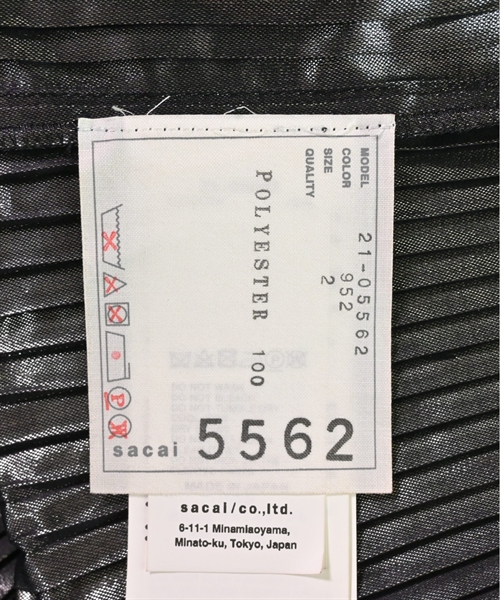 MODEL 21-05562
COLOR 952
SIZE 2
QUALITY
POLYESTER 100
P
W
sacai 5562
sacai/co.,ltd.
6-11-1 Minamiaoyama,
Minato-ku, Tokyo, Japan